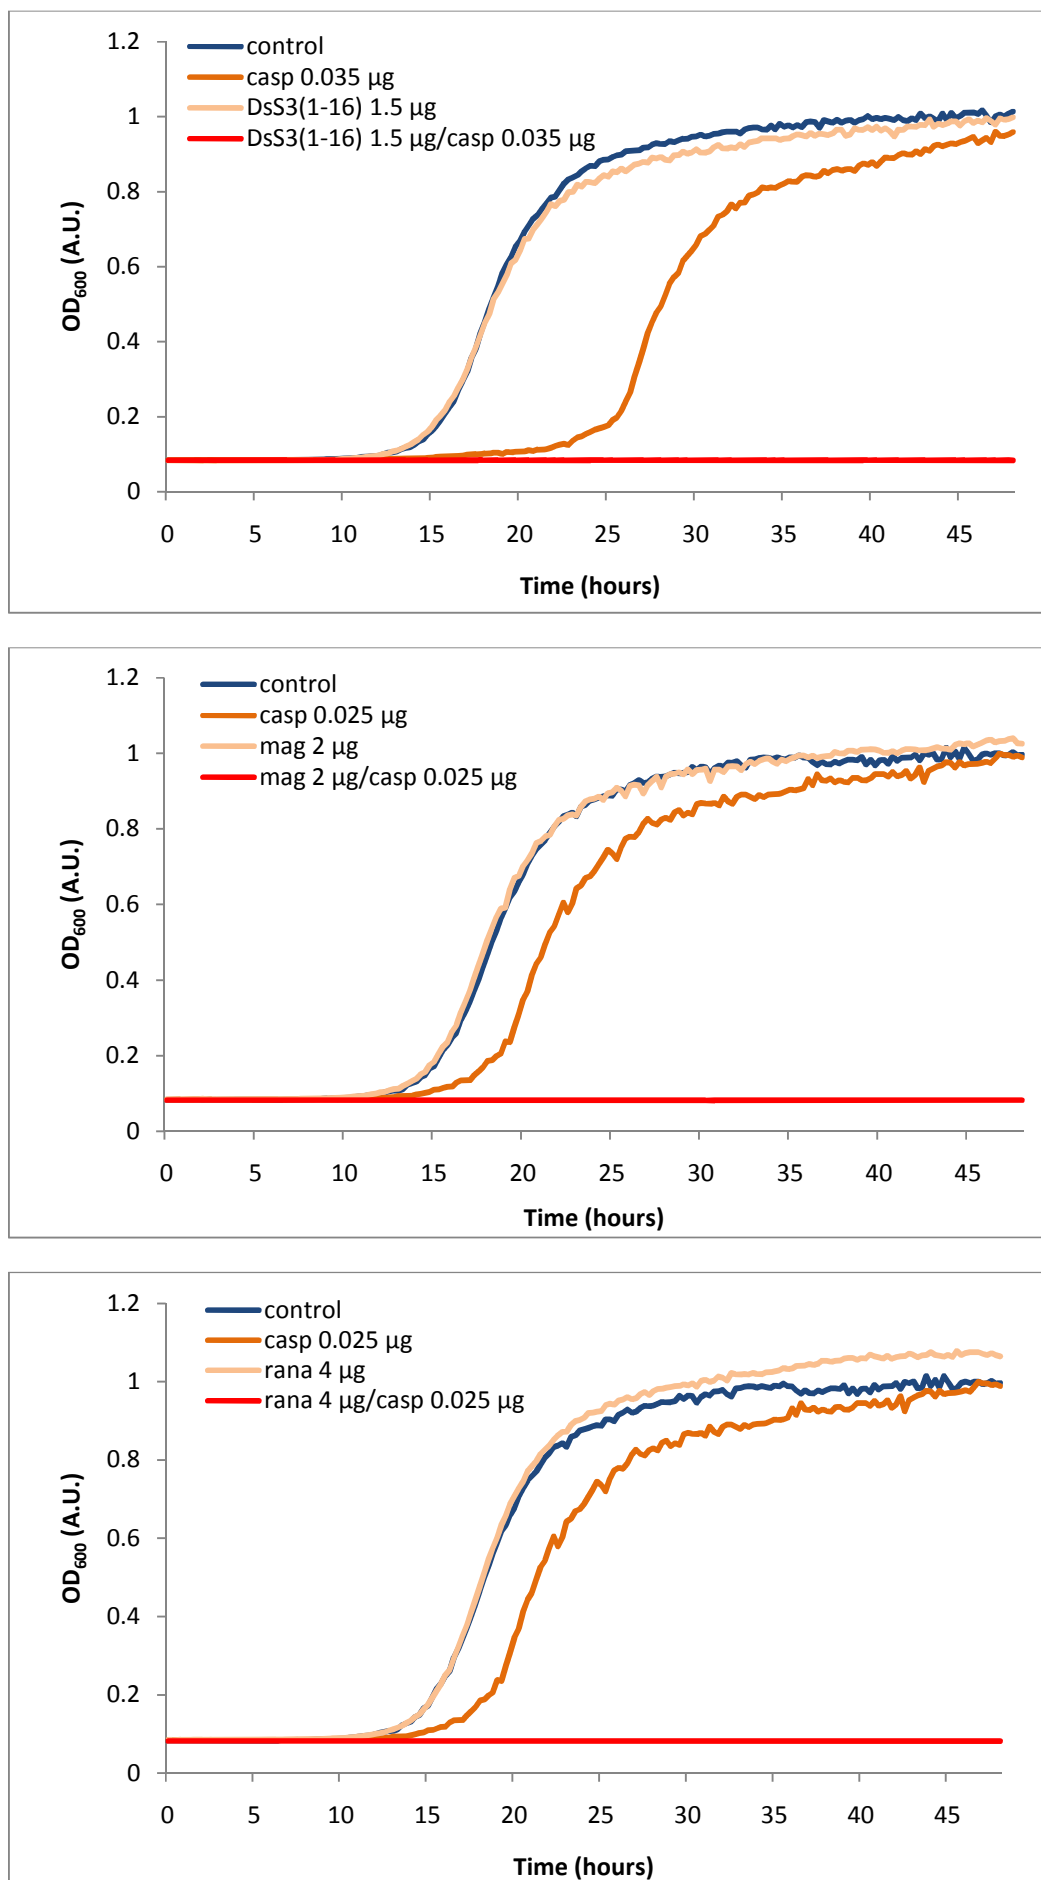 control
casp 0.035 µg
DsS3(1-16) 1.5 µg
DsS3(1-16) 1.5 µg/casp 0.035 µg
1.2
1
0.8
0.6
0.4
0.2
0
OD600 (A.U.)
0 5 10 15 20 25 30 35 40 45
Time (hours)
control
casp 0.025 µg
mag 2 µg
mag 2 µg/casp 0.025 µg
1.2
1
0.8
0.6
0.4
0.2
0
OD600 (A.U.)
0 5 10 15 20 25 30 35 40 45
Time (hours)
control
casp 0.025 µg
rana 4 µg
rana 4 µg/casp 0.025 µg
1.2
1
0.8
0.6
0.4
0.2
0
OD600 (A.U.)
0 5 10 15 20 25 30 35 40 45
Time (hours)